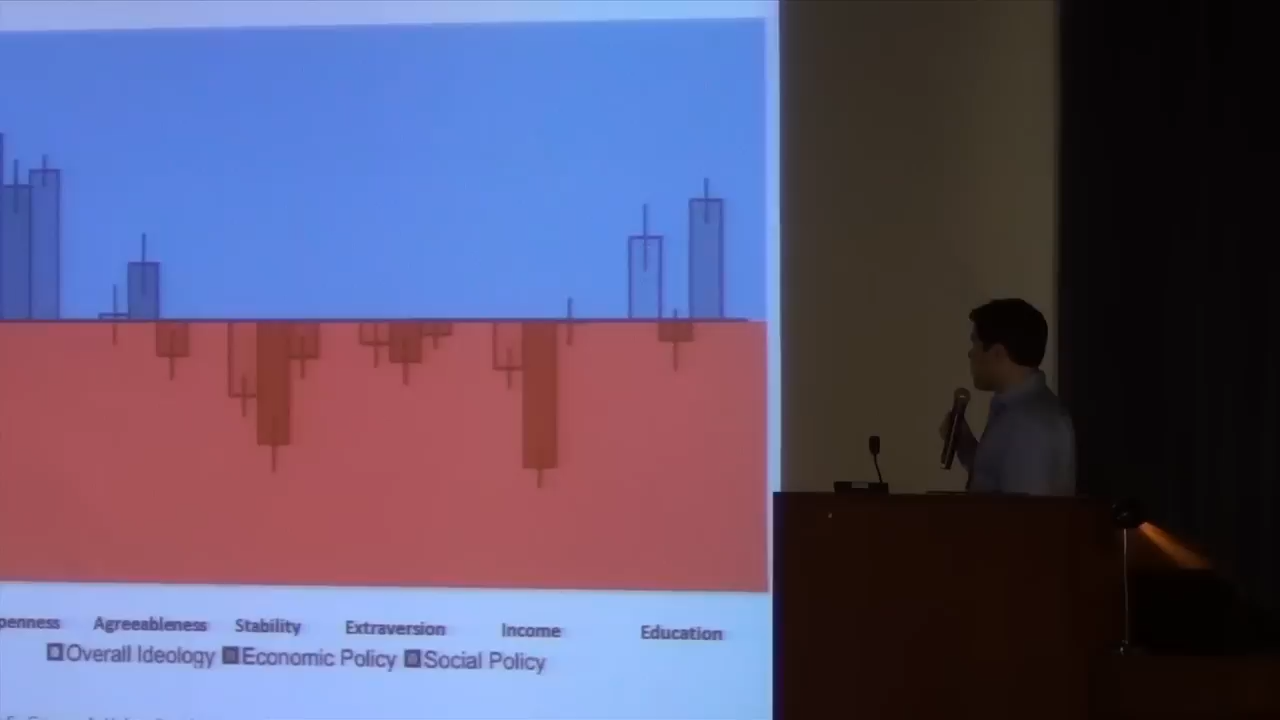 penness Agreeableness Stability Extraversion Income Education
Overall Ideology Economic Policy Social Policy